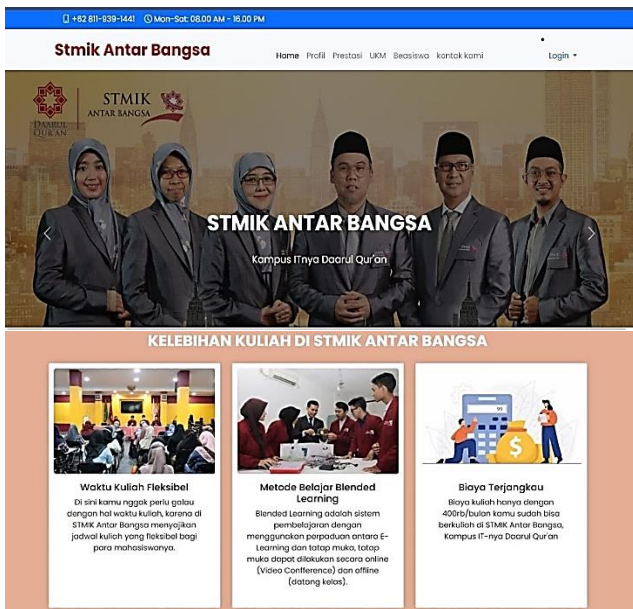 +62 811-939-1441 Mon-Sat: 08.00 AM - 16.00 PM
Stmik Antar Bangsa
Home Profil Prestasi UKM Beasiswa kontak kami Login
DAARUL QUR'AN
STMIK
ANTAR BANGSA
STMIK ANTAR BANGSA
Kampus ITnya Daarul Qur'an
KELEBIHAN KULIAH DI STMIK ANTAR BANGSA
Waktu Kuliah Fleksibel
Di sini kamu nggak perlu galau
dengan hal waktu kuliah, karena di
STMIK Antar Bangsa menyajikan
jadwal kuliah yang fleksibel bagi
para mahasiswanya.
Metode Belajar Blended
Learning
Blended Learning adalah sistem
pembelajaran dengan
menggunakan perpaduan antara E-
Learning dan tatap muka, tatap
muka dapat dilakukan secara online
(Video Conference) dan offline
(datang kelas).
Biaya Terjangkau
Biaya kuliah hanya dengan
400rb/bulan kamu sudah bisa
berkuliah di STMIK Antar Bangsa,
Kampus IT-nya Daarul Qur'an